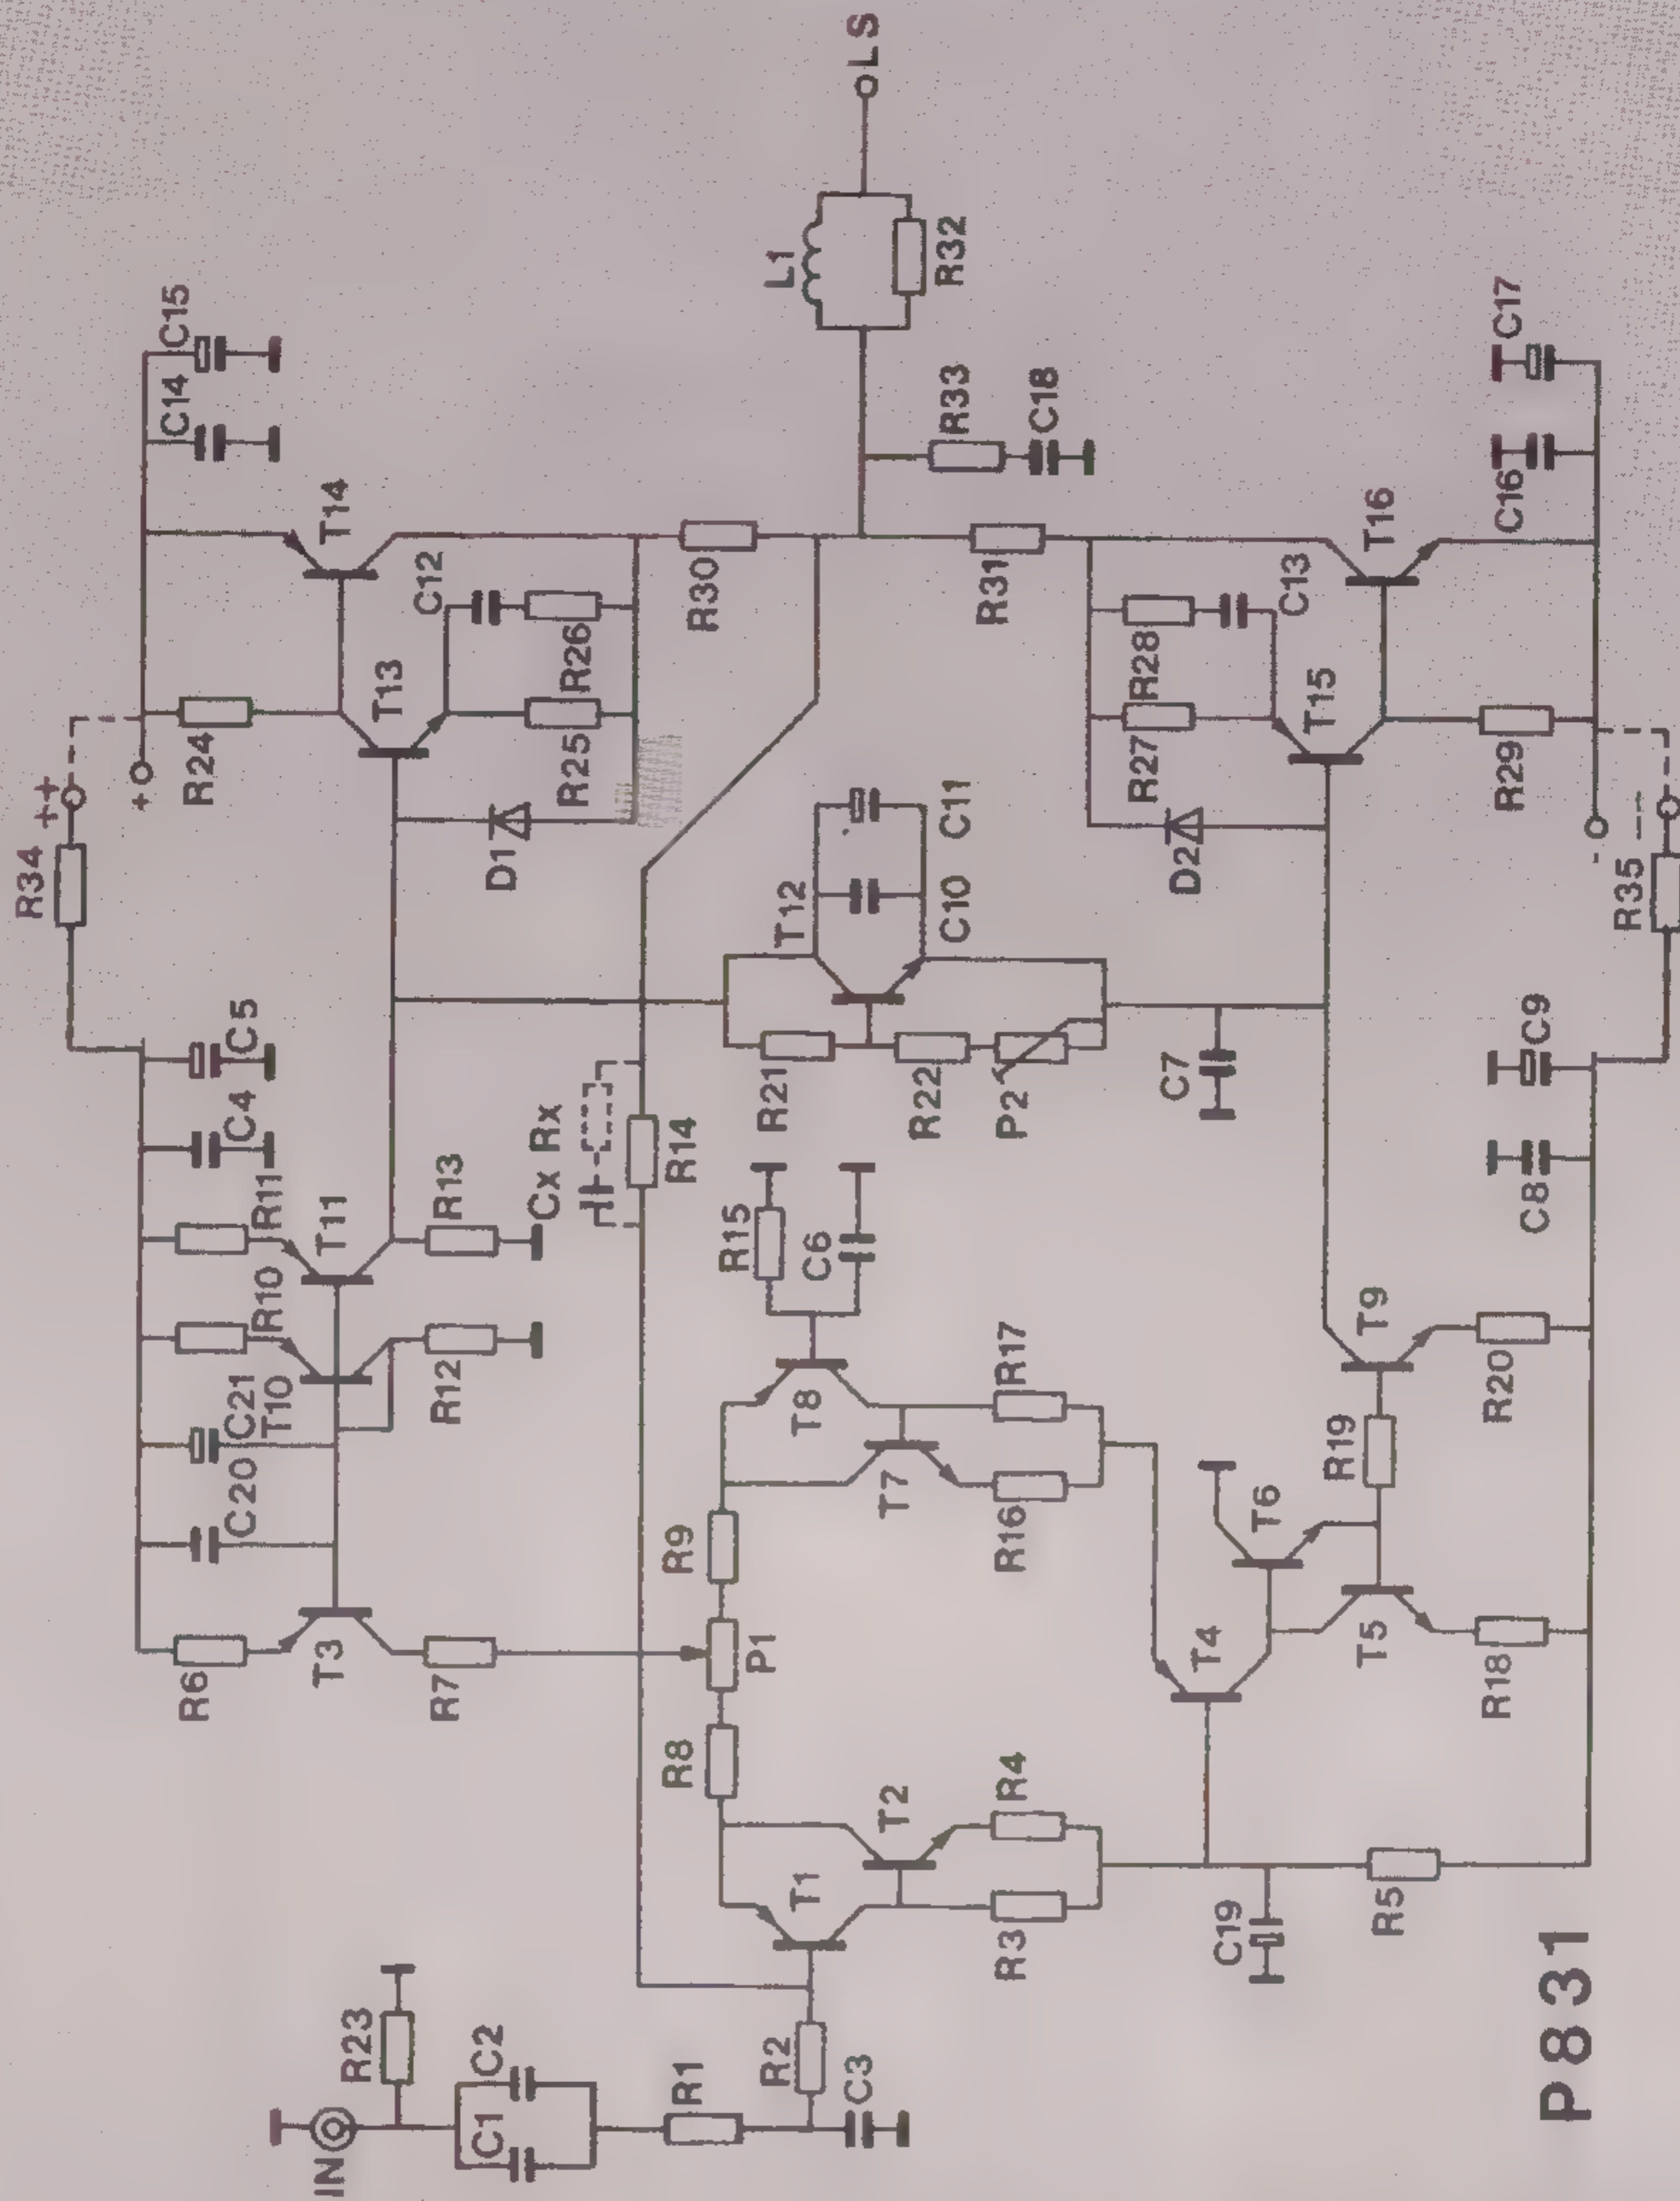 IN
R23
C1
C2
R1
R2
C3
R6
T3
R7
C20
C21
T10
R10
R11
T11
R12
R13
C4
C5
R34
++
+
R24
T13
T14
C14
C15
D1
R25
R26
C12
R30
Cx Rx
R14
R8
P1
R9
T1
T2
R3
R4
T8
T7
R16
R17
R15
C6
R21
R22
P2
T12
C10
C11
C7
L1
R32
LS
R33
C18
R31
R27
R28
C13
D2
T15
T16
R29
C16
C17
C19
R5
T4
T6
T5
R18
R19
T9
R20
C8
C9
R35
-
--
P831